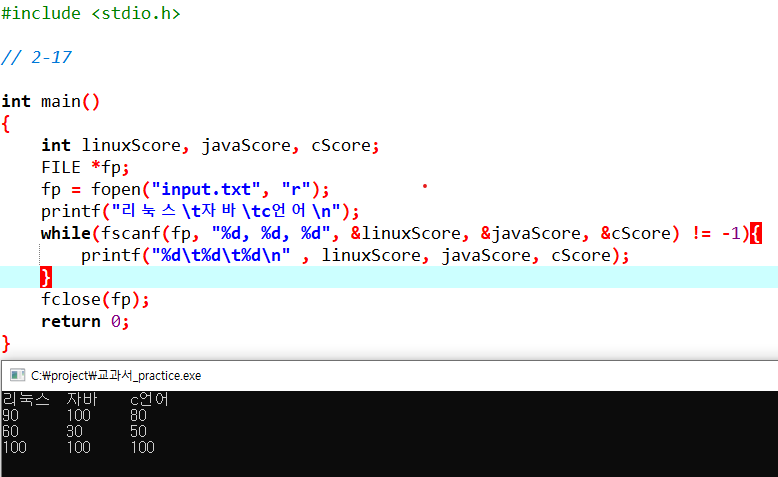 #include <stdio.h>
// 2-17
int main()
{
int linuxScore, javaScore, cScore;
FILE *fp;
fp = fopen("input.txt", "r");
printf("리눅스\t자바\tc언어\n");
while(fscanf(fp, "%d, %d, %d", &linuxScore, &javaScore, &cScore) != -1){
printf("%d\t%d\t%d\n" , linuxScore, javaScore, cScore);
}
fclose(fp);
return 0;
}
C:₩project₩교과서_practice.exe
리눅스 자바 c언어
90 100 80
60 30 50
100 100 100